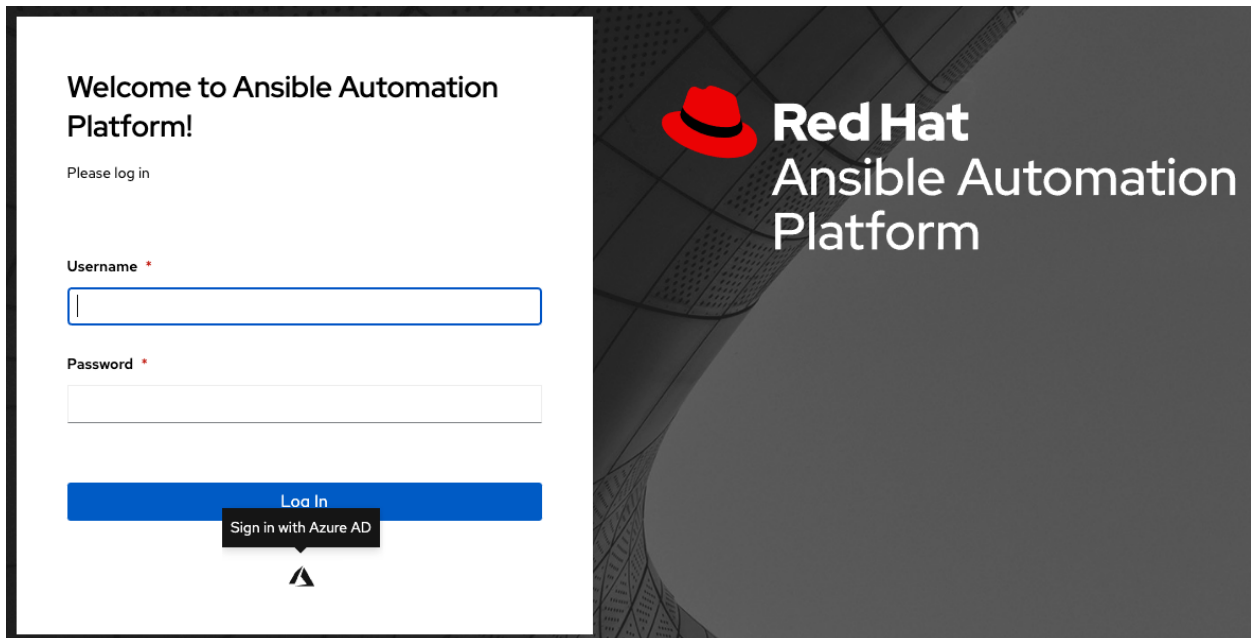 Welcome to Ansible Automation
Platform!
Please log in
Username *
Password *
Log In
Sign in with Azure AD
Red Hat
Ansible Automation
Platform